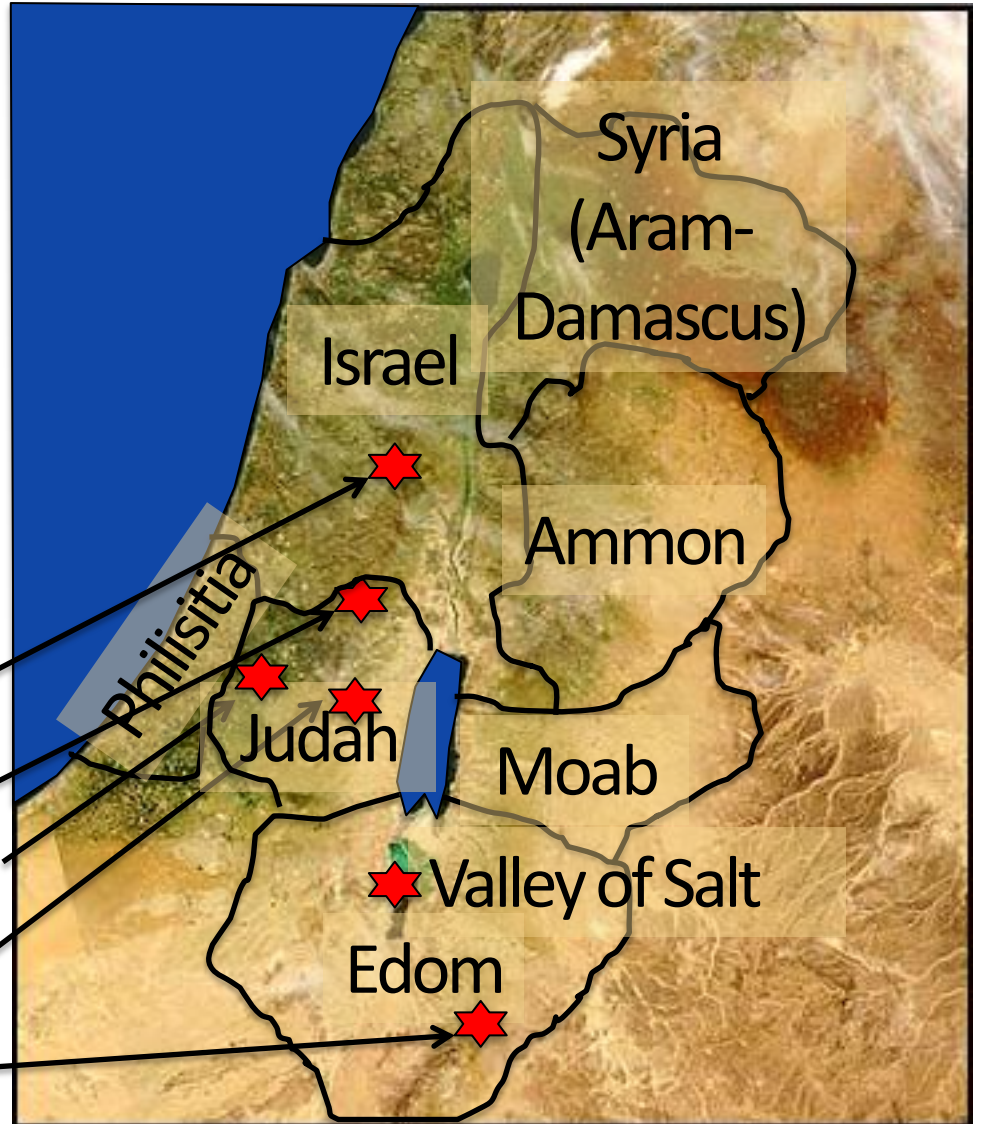 Syria
(Aram-
Damascus)
Israel
Ammon
Philisitia
Judah
Moab
Valley of Salt
Edom